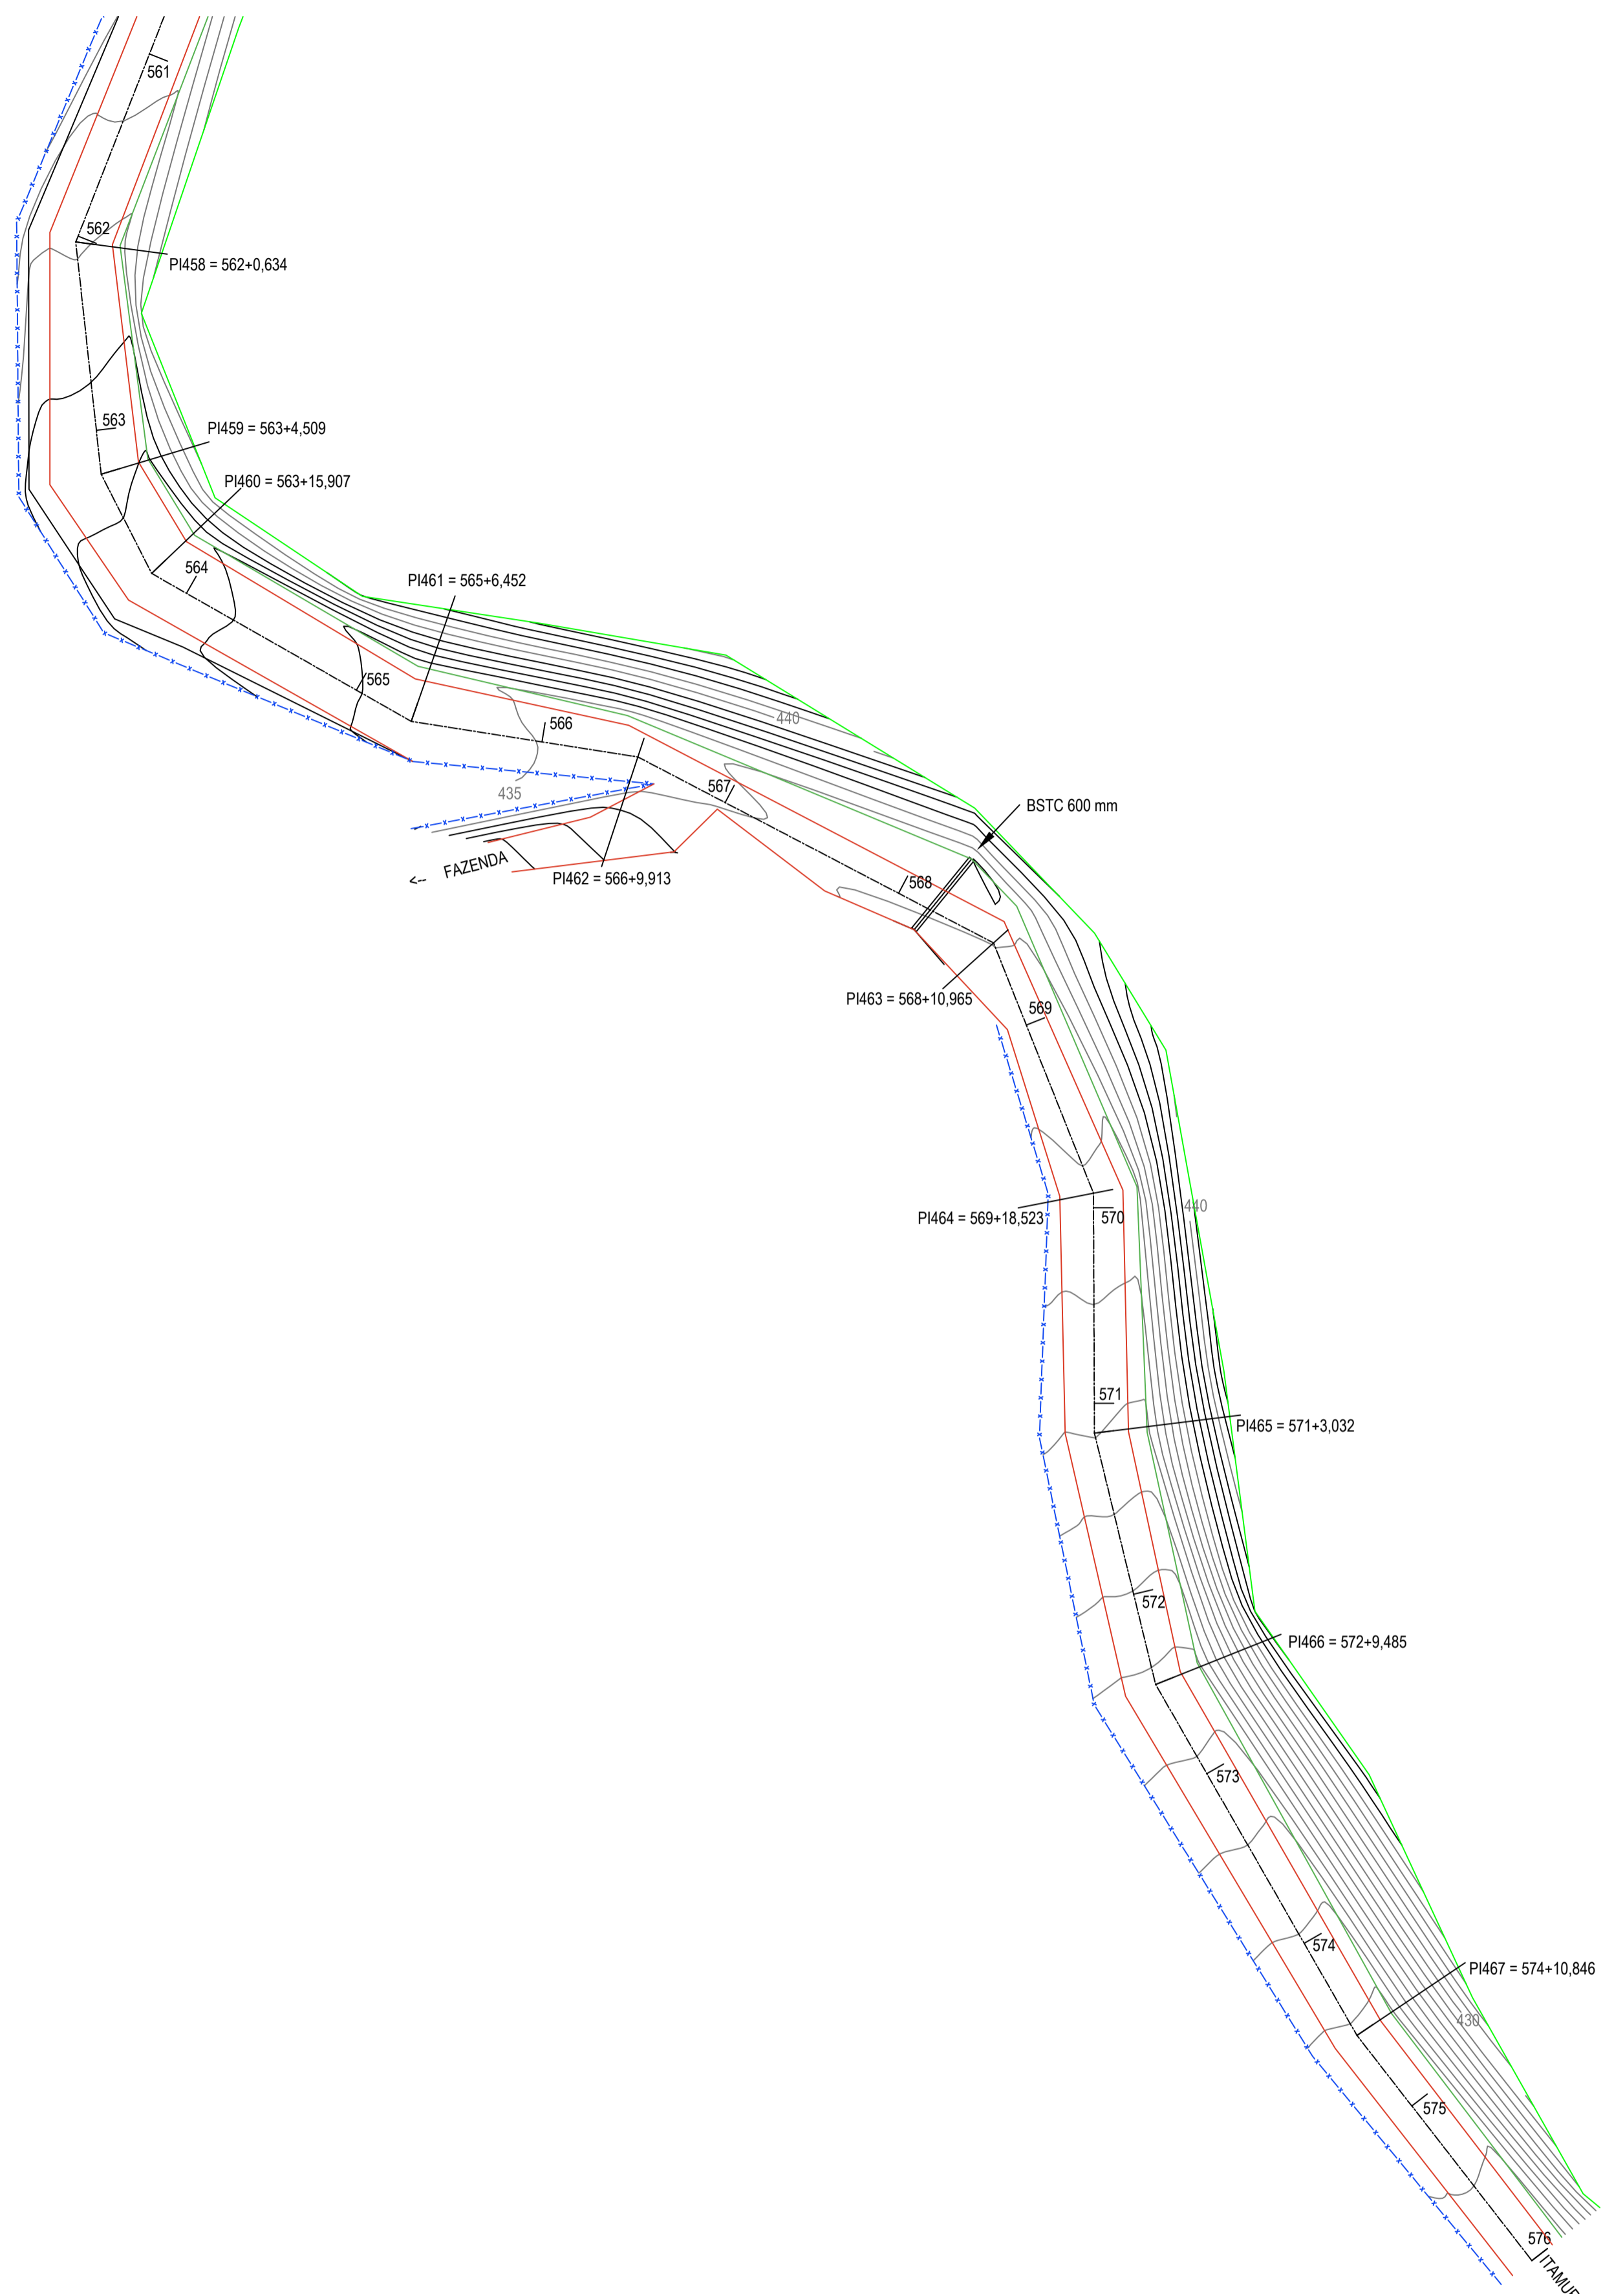 561
562
PI458 = 562+0,634
563
PI459 = 563+4,509
PI460 = 563+15,907
564
PI461 = 565+6,452
565
440
566
567
435
BSTC 600 mm
<-- FAZENDA
PI462 = 566+9,913
568
PI463 = 568+10,965
569
440
PI464 = 569+18,523
570
571
PI465 = 571+3,032
572
PI466 = 572+9,485
573
574
PI467 = 574+10,846
430
575
576